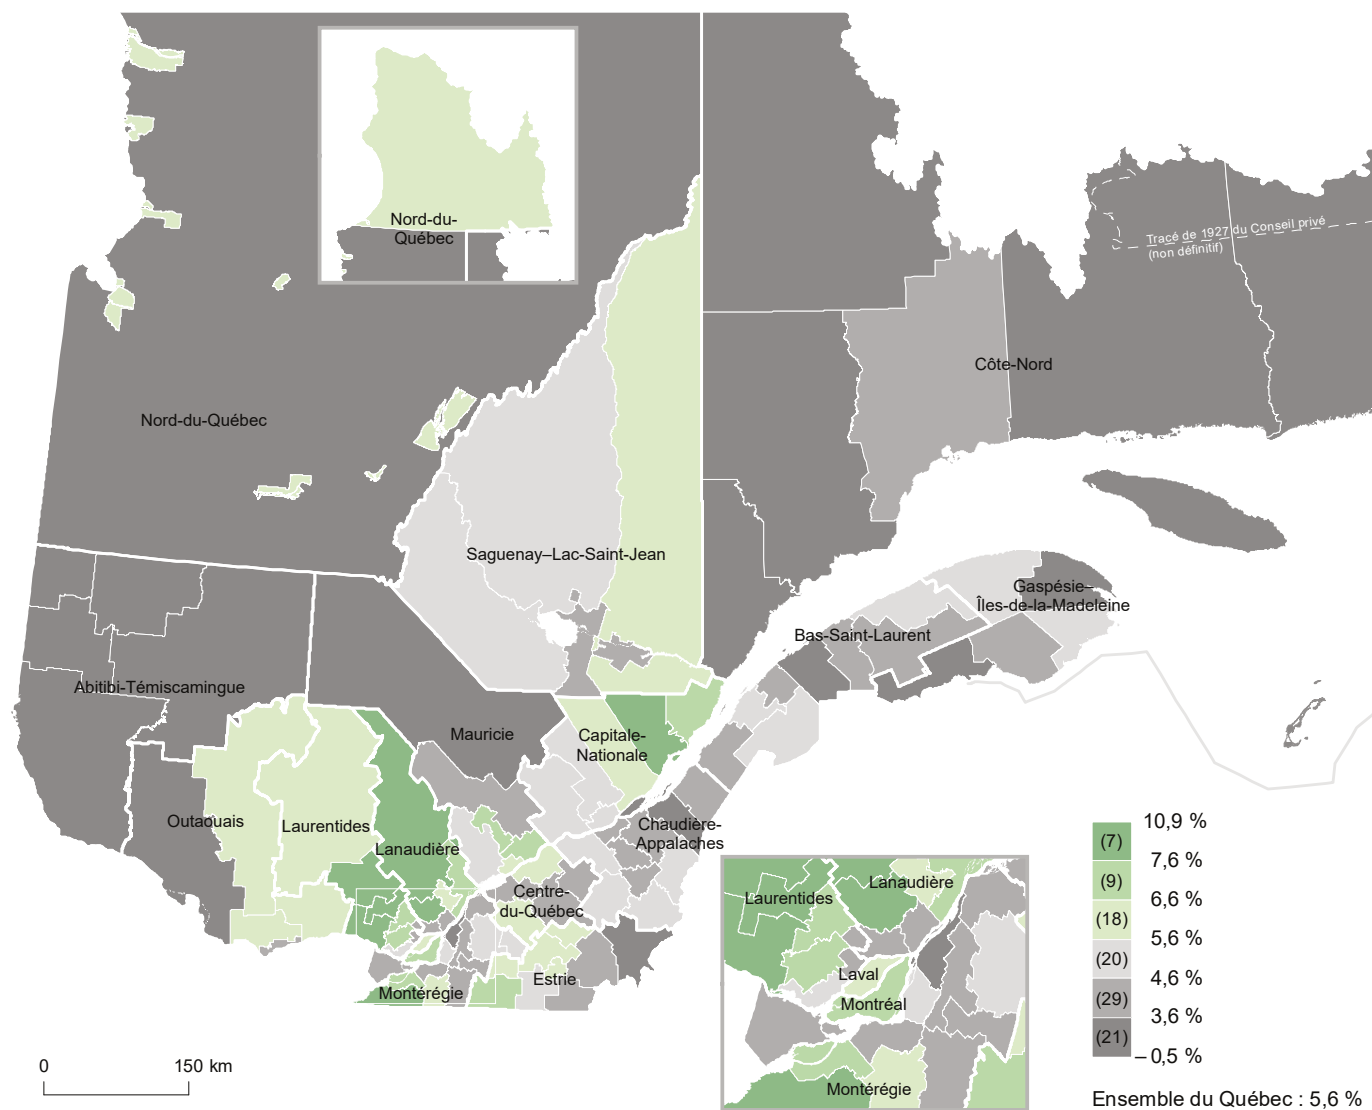 Nord-du-
Québec
Tracé de 1927 du Conseil privé
(non définitif)
Côte-Nord
Nord-du-Québec
Saguenay–Lac-Saint-Jean
Gaspésie–
Îles-de-la-Madeleine
Bas-Saint-Laurent
Abitibi-Témiscamingue
Mauricie
Capitale-
Nationale
Outaouais
Laurentides
Lanaudière
Chaudière-
Appalaches
Centre-
du-Québec
Estrie
Montérégie
Lanaudière
Laurentides
Laval
Montréal
Montérégie
10,9 %
(7)
7,6 %
(9)
6,6 %
(18)
5,6 %
(20)
4,6 %
(29)
3,6 %
(21)
– 0,5 %
0 150 km
Ensemble du Québec : 5,6 %